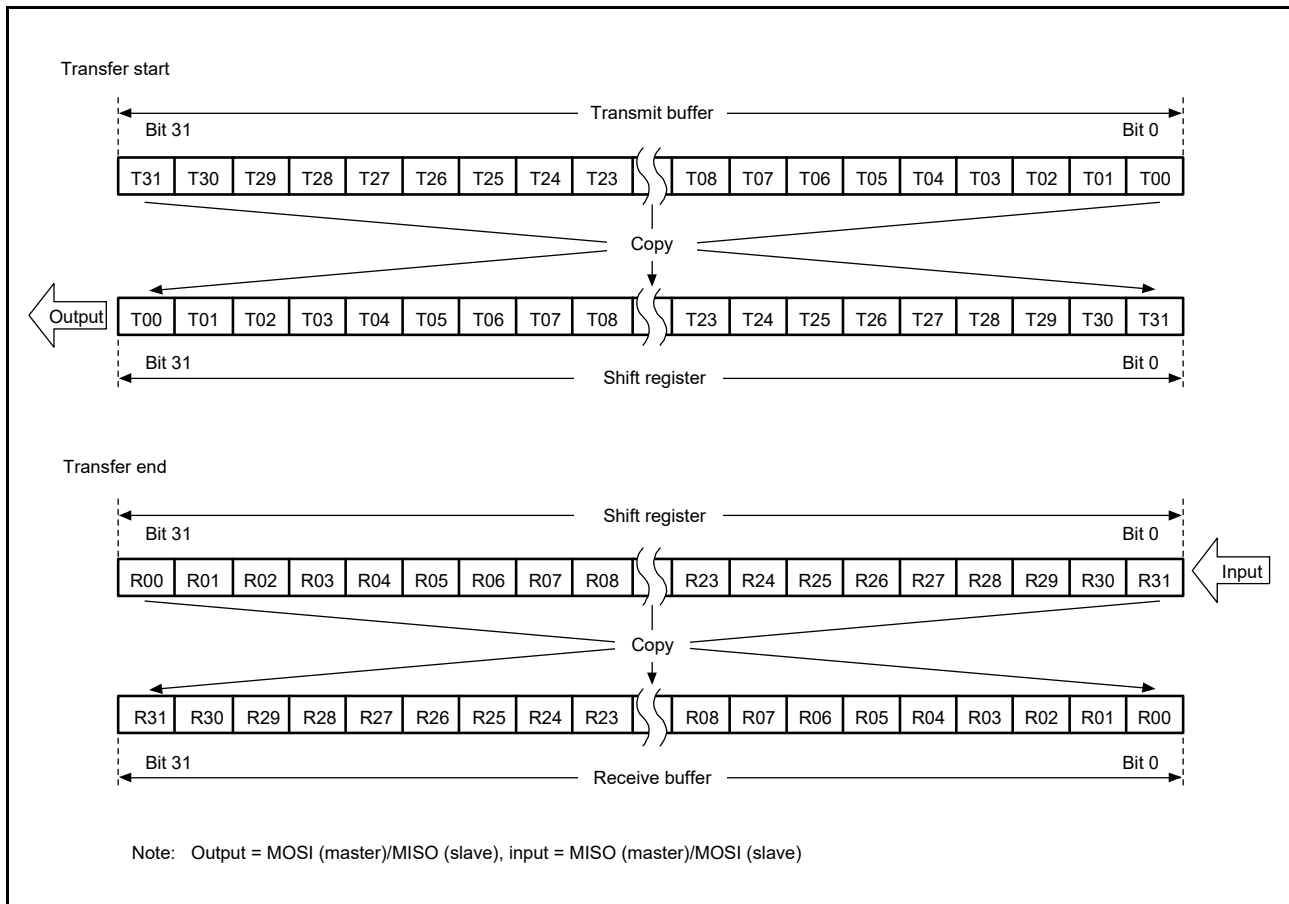 Transfer start
Transmit buffer
Bit 31 Bit 0
T31 T30 T29 T28 T27 T26 T25 T24 T23 T08 T07 T06 T05 T04 T03 T02 T01 T00
Copy
Output T00 T01 T02 T03 T04 T05 T06 T07 T08 T23 T24 T25 T26 T27 T28 T29 T30 T31
Bit 31 Bit 0
Shift register
Transfer end
Shift register
Bit 31 Bit 0
R00 R01 R02 R03 R04 R05 R06 R07 R08 R23 R24 R25 R26 R27 R28 R29 R30 R31 Input
Copy
R31 R30 R29 R28 R27 R26 R25 R24 R23 R08 R07 R06 R05 R04 R03 R02 R01 R00
Bit 31 Bit 0
Receive buffer
Note: Output = MOSI (master)/MISO (slave), input = MISO (master)/MOSI (slave)